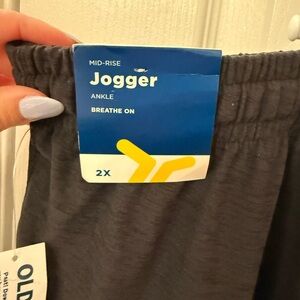 MID-RISE
Jogger
ANKLE
BREATHE ON
2X
OLD